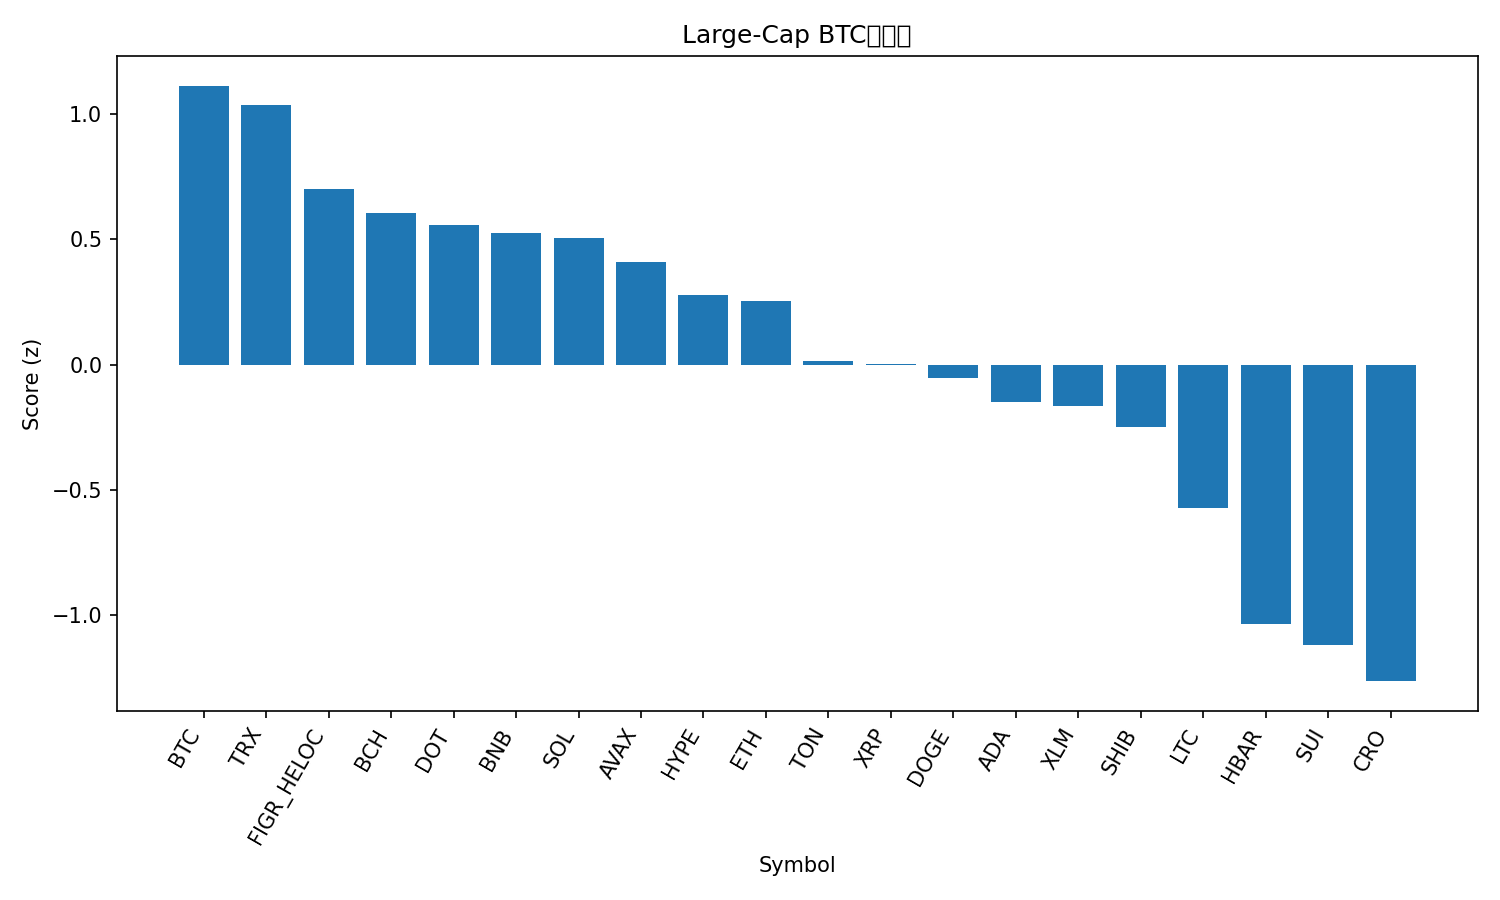 Large-Cap BTC
Score (z)
1.0
0.5
0.0
−0.5
−1.0
BTC
TRX
FIGR_HELOC
BCH
DOT
BNB
SOL
AVAX
HYPE
ETH
TON
XRP
DOGE
ADA
XLM
SHIB
LTC
HBAR
SUI
CRO
Symbol